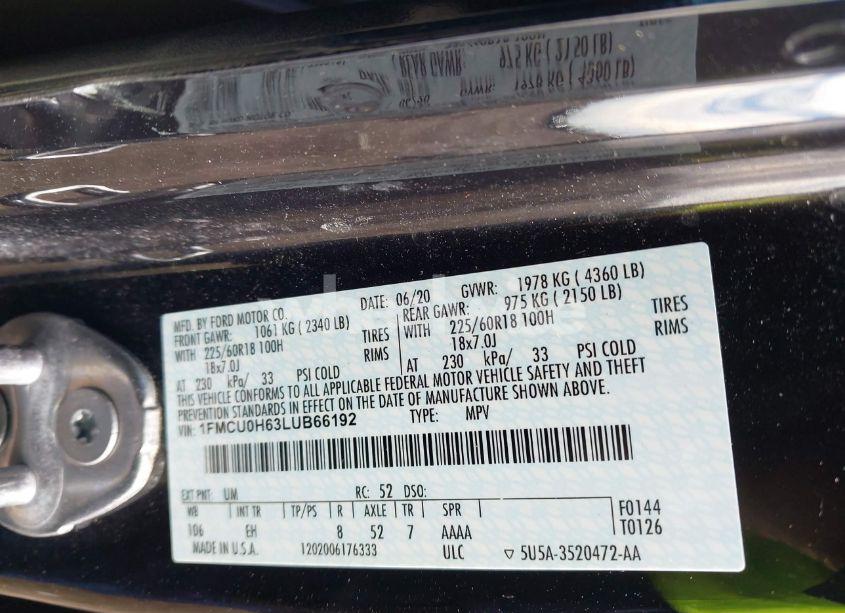 MFD. BY FORD MOTOR CO. DATE: 06/20 GVWR: 1978 KG ( 4360 LB)
FRONT GAWR: 1061 KG ( 2340 LB) REAR GAWR: 975 KG ( 2150 LB)
WITH 225/60R18 100H TIRES WITH 225/60R18 100H TIRES
18x7.0J RIMS 18x7.0J RIMS
AT 230 kPa/ 33 PSI COLD AT 230 kPa/ 33 PSI COLD
THIS VEHICLE CONFORMS TO ALL APPLICABLE FEDERAL MOTOR VEHICLE SAFETY AND THEFT
PREVENTION STANDARDS IN EFFECT ON THE DATE OF MANUFACTURE SHOWN ABOVE.
VIN: 1FMCU0H63LUB66192 TYPE: MPV
EXT PNT: UM RC: 52 DSO:
WB INT TR TP/PS R AXLE TR SPR F0144
106 EH 8 52 7 AAAA T0126
MADE IN U.S.A. 1202006176333 ULC ▽ 5U5A-3520472-AA